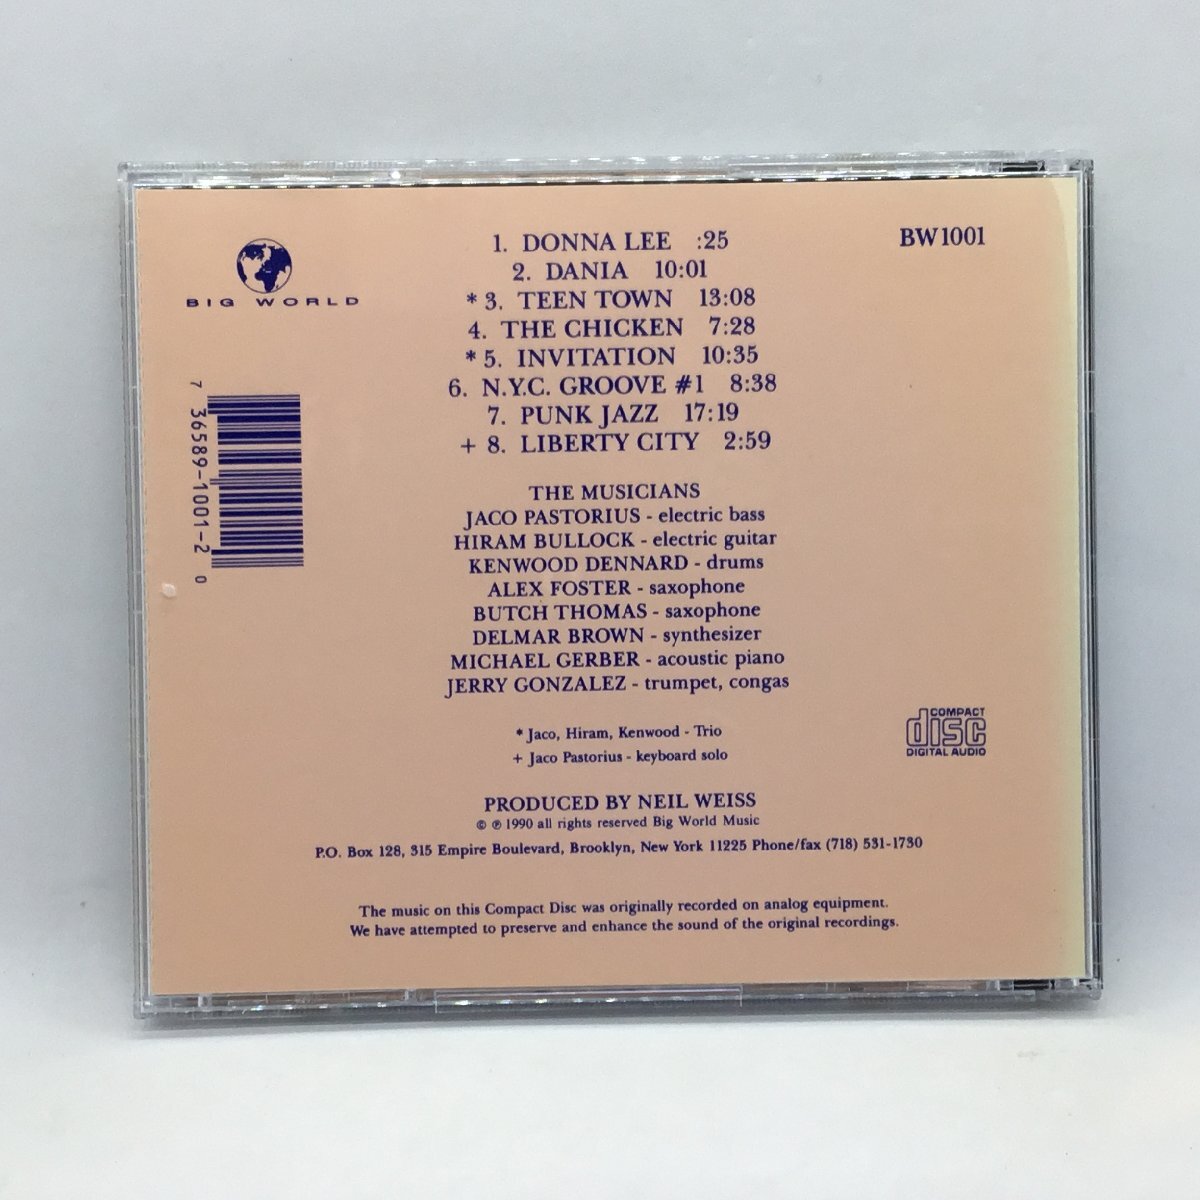 BIG WORLD
BW1001
1. DONNA LEE :25
2. DANIA 10:01
* 3. TEEN TOWN 13:08
4. THE CHICKEN 7:28
* 5. INVITATION 10:35
6. N.Y.C. GROOVE #1 8:38
7. PUNK JAZZ 17:19
+ 8. LIBERTY CITY 2:59
7 36589-1001-2 0
THE MUSICIANS
JACO PASTORIUS - electric bass
HIRAM BULLOCK - electric guitar
KENWOOD DENNARD - drums
ALEX FOSTER - saxophone
BUTCH THOMAS - saxophone
DELMAR BROWN - synthesizer
MICHAEL GERBER - acoustic piano
JERRY GONZALEZ - trumpet, congas
* Jaco, Hiram, Kenwood - Trio
+ Jaco Pastorius - keyboard solo
COMPACT
disc
DIGITAL AUDIO
PRODUCED BY NEIL WEISS
© ℗ 1990 all rights reserved Big World Music
P.O. Box 128, 315 Empire Boulevard, Brooklyn, New York 11225 Phone/fax (718) 531-1730
The music on this Compact Disc was originally recorded on analog equipment.
We have attempted to preserve and enhance the sound of the original recordings.